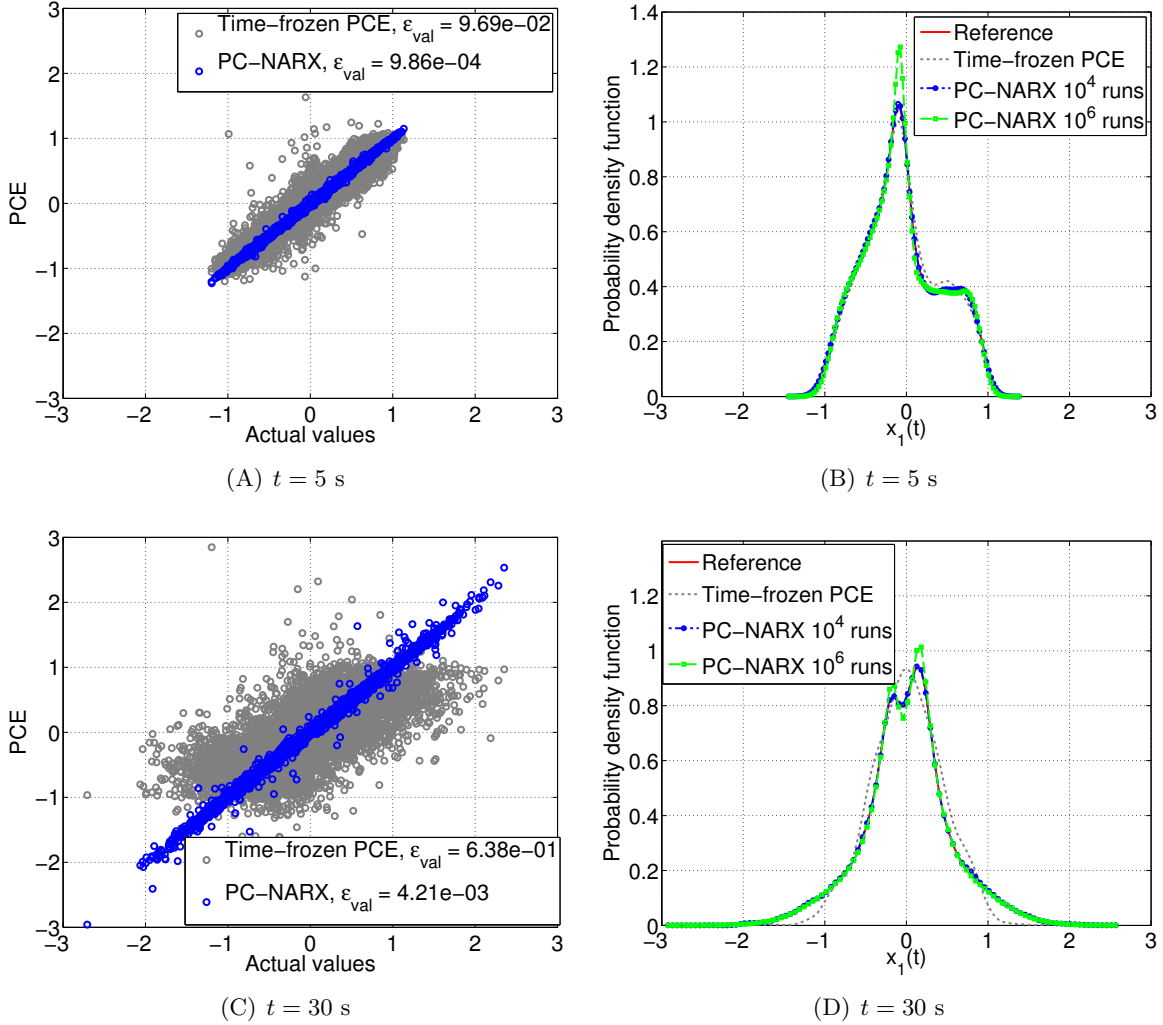 3
2
1
0
−1
−2
−3
−3
−2
−1
0
1
2
3
PCE
Actual values
Time−frozen PCE, ε_val = 9.69e−02
PC−NARX, ε_val = 9.86e−04
(A) t = 5 s
1.4
1.2
1
0.8
0.6
0.4
0.2
0
−3
−2
−1
0
1
2
3
Probability density function
x_1(t)
Reference
Time−frozen PCE
PC−NARX 10^4 runs
PC−NARX 10^6 runs
(B) t = 5 s
3
2
1
0
−1
−2
−3
−3
−2
−1
0
1
2
3
PCE
Actual values
Time−frozen PCE, ε_val = 6.38e−01
PC−NARX, ε_val = 4.21e−03
(C) t = 30 s
1.2
1
0.8
0.6
0.4
0.2
0
−3
−2
−1
0
1
2
3
Probability density function
x_1(t)
Reference
Time−frozen PCE
PC−NARX 10^4 runs
PC−NARX 10^6 runs
(D) t = 30 s